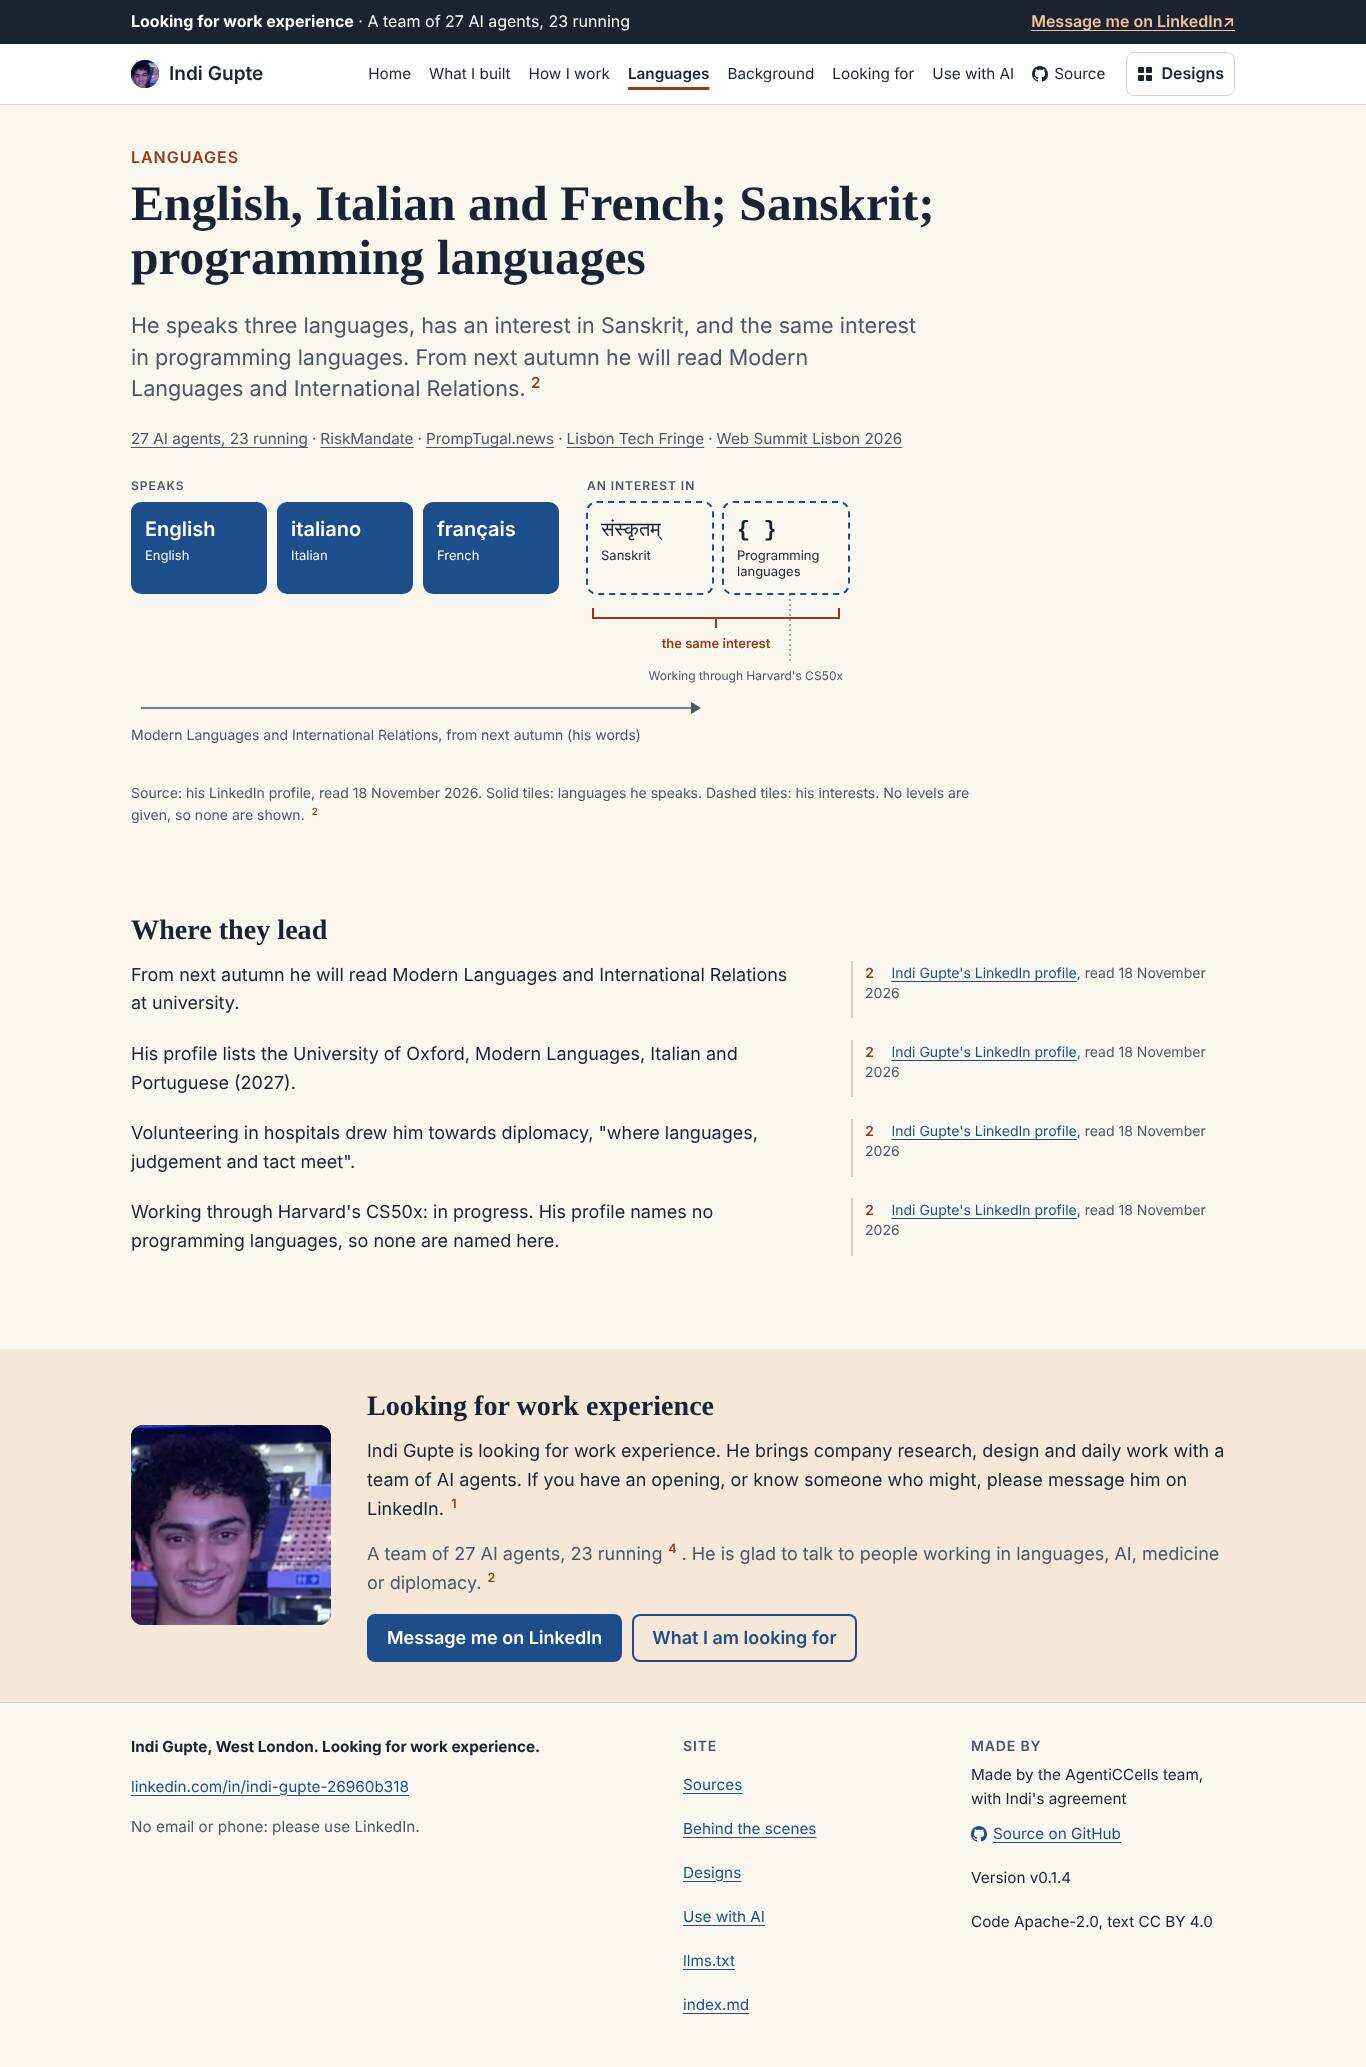 Looking for work experience · A team of 27 AI agents, 23 running
Message me on LinkedIn↗
Indi Gupte
Home
What I built
How I work
Languages
Background
Looking for
Use with AI
Source
Designs
LANGUAGES
English, Italian and French; Sanskrit;
programming languages
He speaks three languages, has an interest in Sanskrit, and the same interest
in programming languages. From next autumn he will read Modern
Languages and International Relations. 2
27 AI agents, 23 running · RiskMandate · PrompTugal.news · Lisbon Tech Fringe · Web Summit Lisbon 2026
SPEAKS
English
English
italiano
Italian
français
French
AN INTEREST IN
संस्कृतम्
Sanskrit
{ }
Programming
languages
the same interest
Working through Harvard's CS50x
Modern Languages and International Relations, from next autumn (his words)
Source: his LinkedIn profile, read 18 November 2026. Solid tiles: languages he speaks. Dashed tiles: his interests. No levels are
given, so none are shown. 2
Where they lead
From next autumn he will read Modern Languages and International Relations
at university.
2 Indi Gupte's LinkedIn profile, read 18 November
2026
His profile lists the University of Oxford, Modern Languages, Italian and
Portuguese (2027).
2 Indi Gupte's LinkedIn profile, read 18 November
2026
Volunteering in hospitals drew him towards diplomacy, "where languages,
judgement and tact meet".
2 Indi Gupte's LinkedIn profile, read 18 November
2026
Working through Harvard's CS50x: in progress. His profile names no
programming languages, so none are named here.
2 Indi Gupte's LinkedIn profile, read 18 November
2026
Looking for work experience
Indi Gupte is looking for work experience. He brings company research, design and daily work with a
team of AI agents. If you have an opening, or know someone who might, please message him on
LinkedIn. 1
A team of 27 AI agents, 23 running 4 . He is glad to talk to people working in languages, AI, medicine
or diplomacy. 2
Message me on LinkedIn
What I am looking for
Indi Gupte, West London. Looking for work experience.
linkedin.com/in/indi-gupte-26960b318
No email or phone: please use LinkedIn.
SITE
Sources
Behind the scenes
Designs
Use with AI
llms.txt
index.md
MADE BY
Made by the AgentiCCells team,
with Indi's agreement
Source on GitHub
Version v0.1.4
Code Apache-2.0, text CC BY 4.0